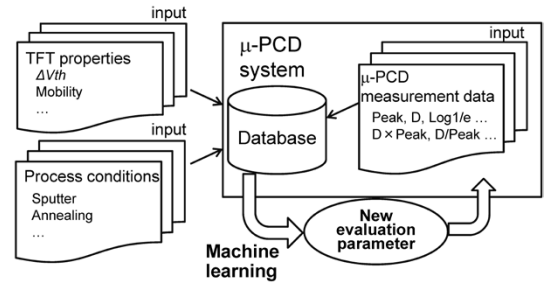 input
TFT properties
ΔVth
Mobility
…
input
Process conditions
Sputter
Annealing
…
μ-PCD
system
Database
input
μ-PCD
measurement data
Peak, D, Log1/e …
D×Peak, D/Peak …
Machine
learning
New
evaluation
parameter